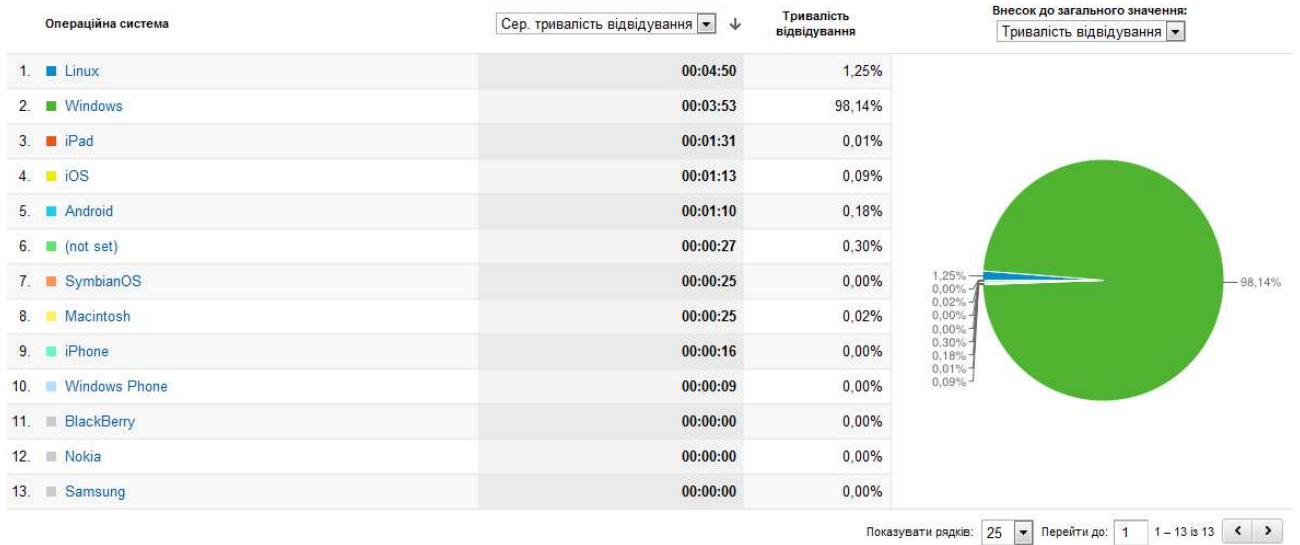 Операційна система
Сер. тривалість відвідування
Тривалість
відвідування
Внесок до загального значення:
Тривалість відвідування
1. Linux 00:04:50 1,25%
2. Windows 00:03:53 98,14%
3. iPad 00:01:31 0,01%
4. iOS 00:01:13 0,09%
5. Android 00:01:10 0,18%
6. (not set) 00:00:27 0,30%
7. SymbianOS 00:00:25 0,00%
8. Macintosh 00:00:25 0,02%
9. iPhone 00:00:16 0,00%
10. Windows Phone 00:00:09 0,00%
11. BlackBerry 00:00:00 0,00%
12. Nokia 00:00:00 0,00%
13. Samsung 00:00:00 0,00%
1,25%
0,00%
0,02%
0,00%
0,00%
0,30%
0,18%
0,01%
0,09%
98,14%
Показувати рядків: 25 Перейти до: 1 1 – 13 із 13